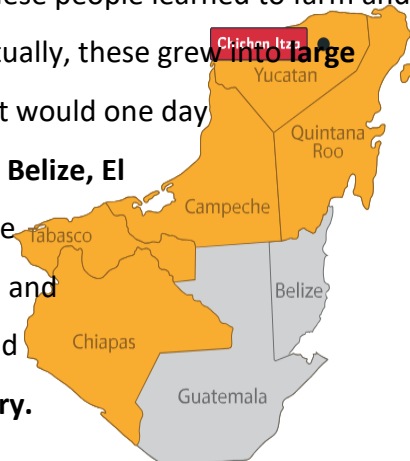 these people learned to farm and
Chichen Itza
tually, these grew into large
Yucatan
t would one day
Quintana
Roo
Belize, El
Campeche
e
Tabasco
and
Belize
Chiapas
d
Guatemala
ry.